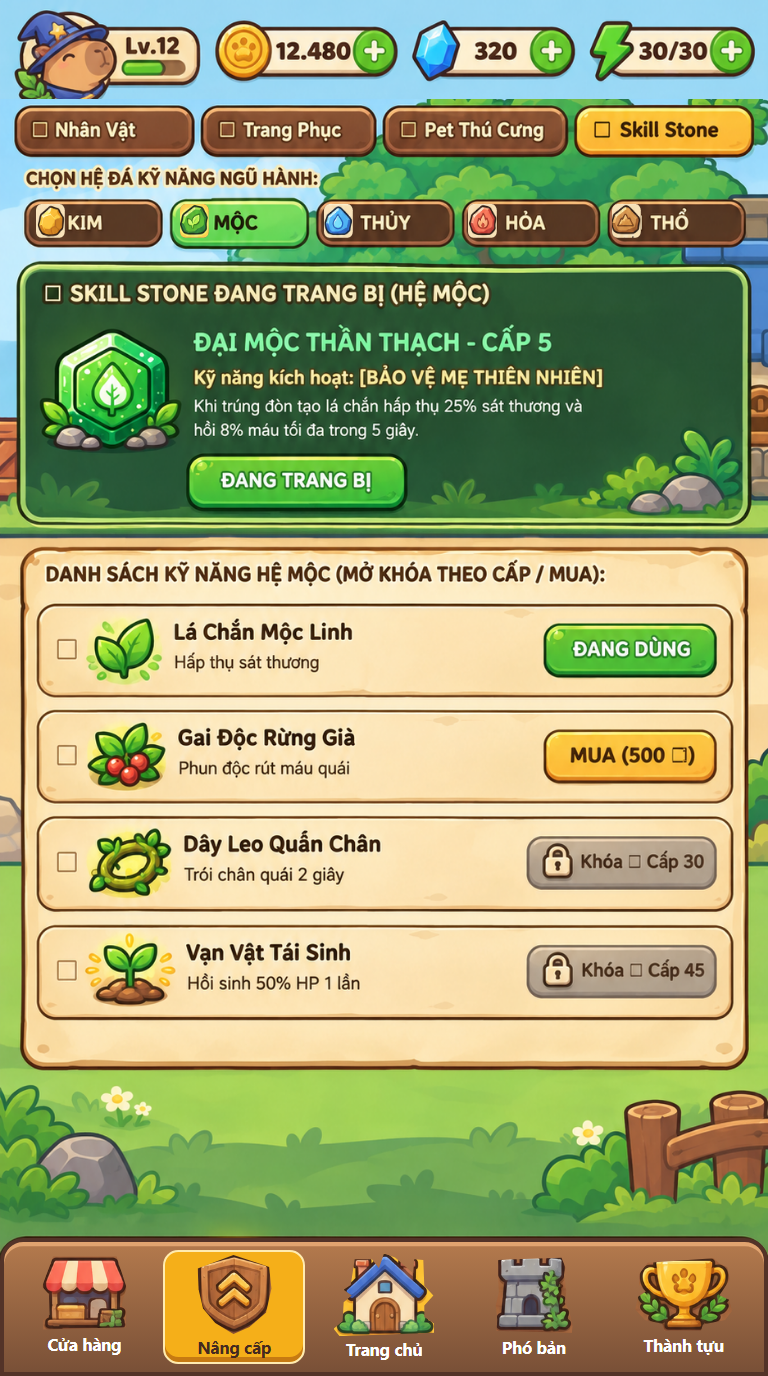 Lv.12
12.480
320
30/30
□ Nhân Vật
□ Trang Phục
□ Pet Thú Cưng
□ Skill Stone
CHỌN HỆ ĐÁ KỸ NĂNG NGŨ HÀNH:
KIM
MỘC
THỦY
HỎA
THỔ
□ SKILL STONE ĐANG TRANG BỊ (HỆ MỘC)
ĐẠI MỘC THẦN THẠCH - CẤP 5
Kỹ năng kích hoạt: [BẢO VỆ MẸ THIÊN NHIÊN]
Khi trúng đòn tạo lá chắn hấp thụ 25% sát thương và
hồi 8% máu tối đa trong 5 giây.
ĐANG TRANG BỊ
DANH SÁCH KỸ NĂNG HỆ MỘC (MỞ KHÓA THEO CẤP / MUA):
□ Lá Chắn Mộc Linh
Hấp thụ sát thương
ĐANG DÙNG
□ Gai Độc Rừng Già
Phun độc rút máu quái
MUA (500 □)
□ Dây Leo Quấn Chân
Trói chân quái 2 giây
Khóa □ Cấp 30
□ Vạn Vật Tái Sinh
Hồi sinh 50% HP 1 lần
Khóa □ Cấp 45
Cửa hàng
Nâng cấp
Trang chủ
Phó bản
Thành tựu